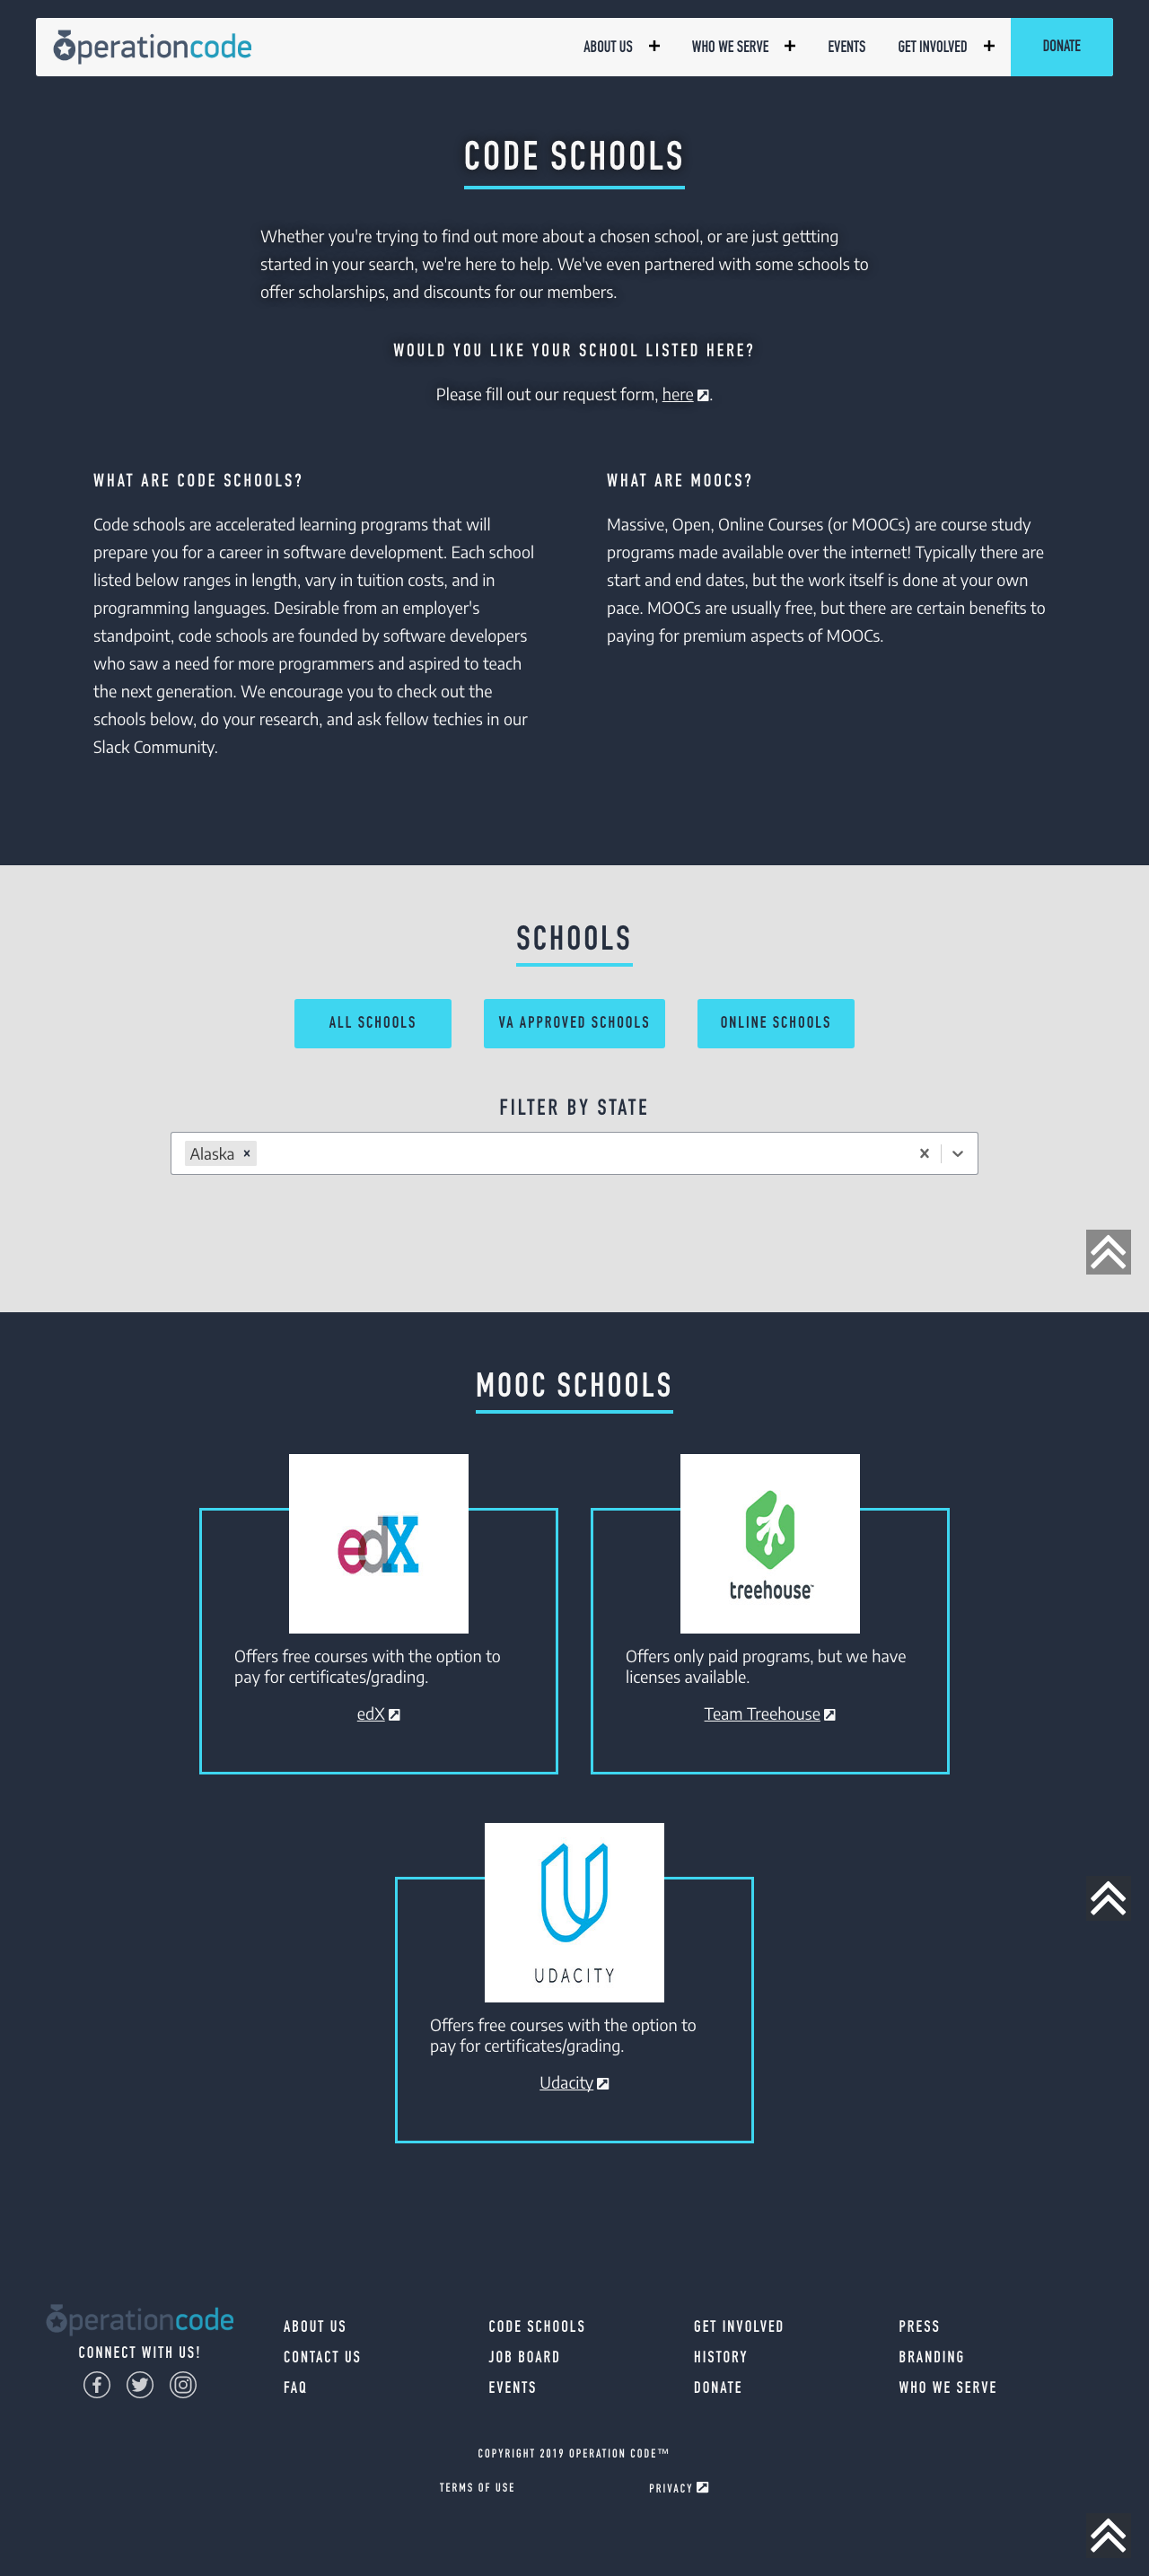 Operationcode
ABOUT US
WHO WE SERVE
EVENTS
GET INVOLVED
DONATE
CODE SCHOOLS
Whether you're trying to find out more about a chosen school, or are just gettting
started in your search, we're here to help. We've even partnered with some schools to
offer scholarships, and discounts for our members.
WOULD YOU LIKE YOUR SCHOOL LISTED HERE?
Please fill out our request form, here.
WHAT ARE CODE SCHOOLS?
Code schools are accelerated learning programs that will
prepare you for a career in software development. Each school
listed below ranges in length, vary in tuition costs, and in
programming languages. Desirable from an employer's
standpoint, code schools are founded by software developers
who saw a need for more programmers and aspired to teach
the next generation. We encourage you to check out the
schools below, do your research, and ask fellow techies in our
Slack Community.
WHAT ARE MOOCS?
Massive, Open, Online Courses (or MOOCs) are course study
programs made available over the internet! Typically there are
start and end dates, but the work itself is done at your own
pace. MOOCs are usually free, but there are certain benefits to
paying for premium aspects of MOOCs.
SCHOOLS
ALL SCHOOLS
VA APPROVED SCHOOLS
ONLINE SCHOOLS
FILTER BY STATE
Alaska
MOOC SCHOOLS
edX
Offers free courses with the option to
pay for certificates/grading.
edX
treehouse™
Offers only paid programs, but we have
licenses available.
Team Treehouse
UDACITY
Offers free courses with the option to
pay for certificates/grading.
Udacity
Operationcode
CONNECT WITH US!
ABOUT US
CONTACT US
FAQ
CODE SCHOOLS
JOB BOARD
EVENTS
GET INVOLVED
HISTORY
DONATE
PRESS
BRANDING
WHO WE SERVE
COPYRIGHT 2019 OPERATION CODE™
TERMS OF USE
PRIVACY